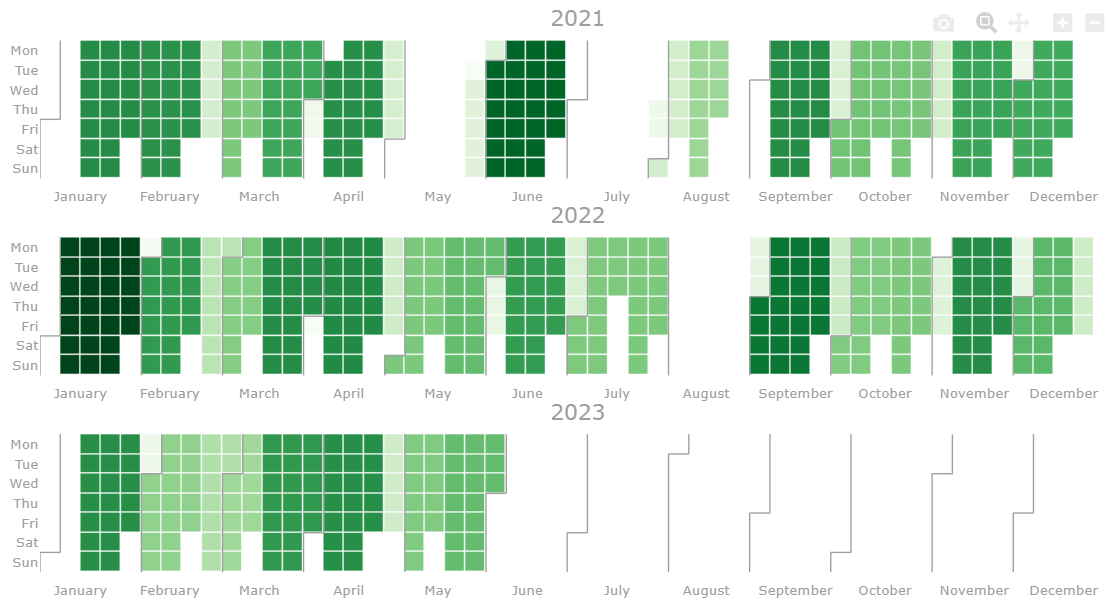 2021
Mon
Tue
Wed
Thu
Fri
Sat
Sun
January February March April May June July August September October November December
2022
Mon
Tue
Wed
Thu
Fri
Sat
Sun
January February March April May June July August September October November December
2023
Mon
Tue
Wed
Thu
Fri
Sat
Sun
January February March April May June July August September October November December